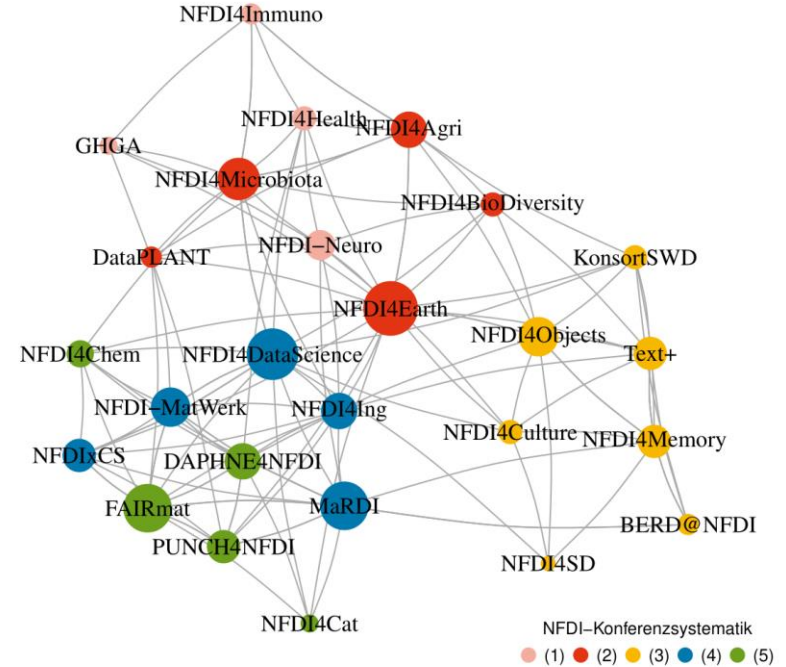 NFDI4Immuno
NFDI4Health
NFDI4Agri
GHGA
NFDI4Microbiota
NFDI4BioDiversity
NFDI–Neuro
DataPLANT
KonsortSWD
NFDI4Earth
NFDI4Objects
NFDI4Chem
NFDI4DataScience
Text+
NFDI–MatWerk
NFDI4Ing
NFDI4Culture
NFDI4Memory
NFDIxCS
DAPHNE4NFDI
FAIRmat
MaRDI
BERD@NFDI
PUNCH4NFDI
NFDI4SD
NFDI4Cat
NFDI–Konferenzsystematik
(1) (2) (3) (4) (5)